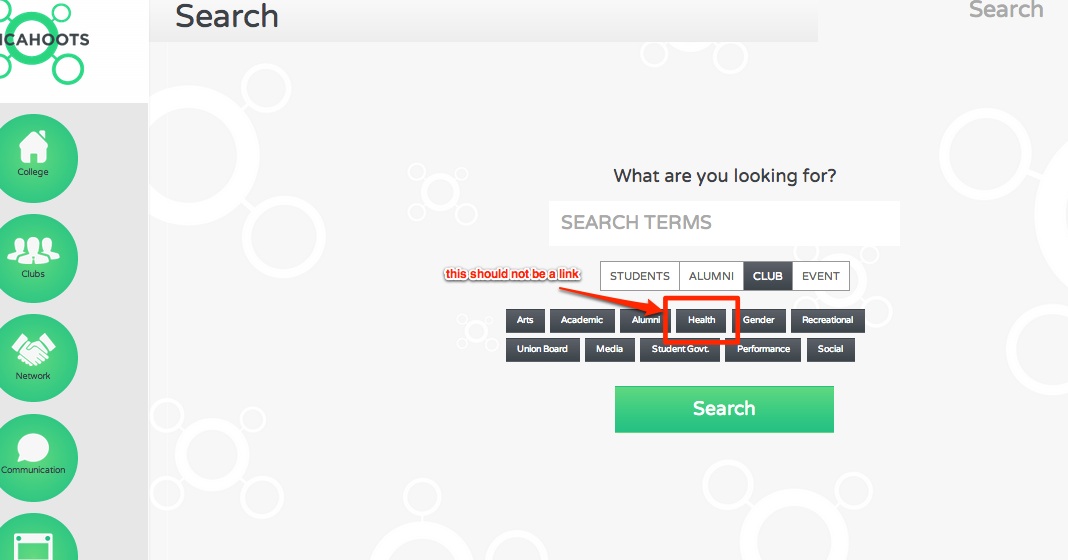 Search
Search
ICAHOOTS
College
Clubs
Network
Communication
What are you looking for?
SEARCH TERMS
STUDENTS ALUMNI CLUB EVENT
this should not be a link
Arts Academic Alumni Health Gender Recreational
Union Board Media Student Govt. Performance Social
Search